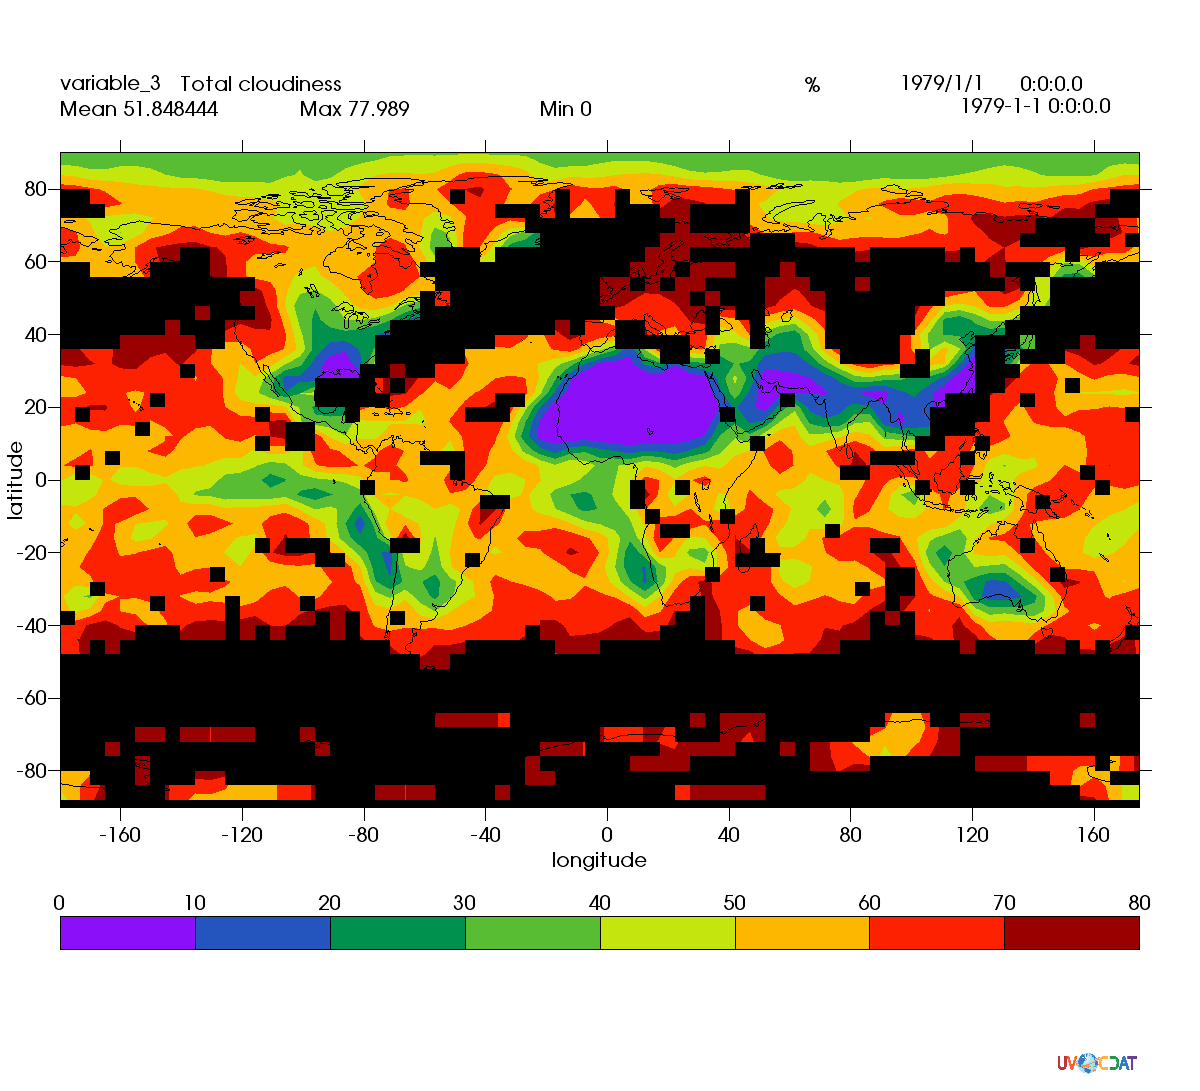 variable_3 Total cloudiness % 1979/1/1 0:0:0.0
Mean 51.848444 Max 77.989 Min 0 1979-1-1 0:0:0.0
80
60
40
20
0
-20
-40
-60
-80
latitude
-160 -120 -80 -40 0 40 80 120 160
longitude
0 10 20 30 40 50 60 70 80
UV CDAT